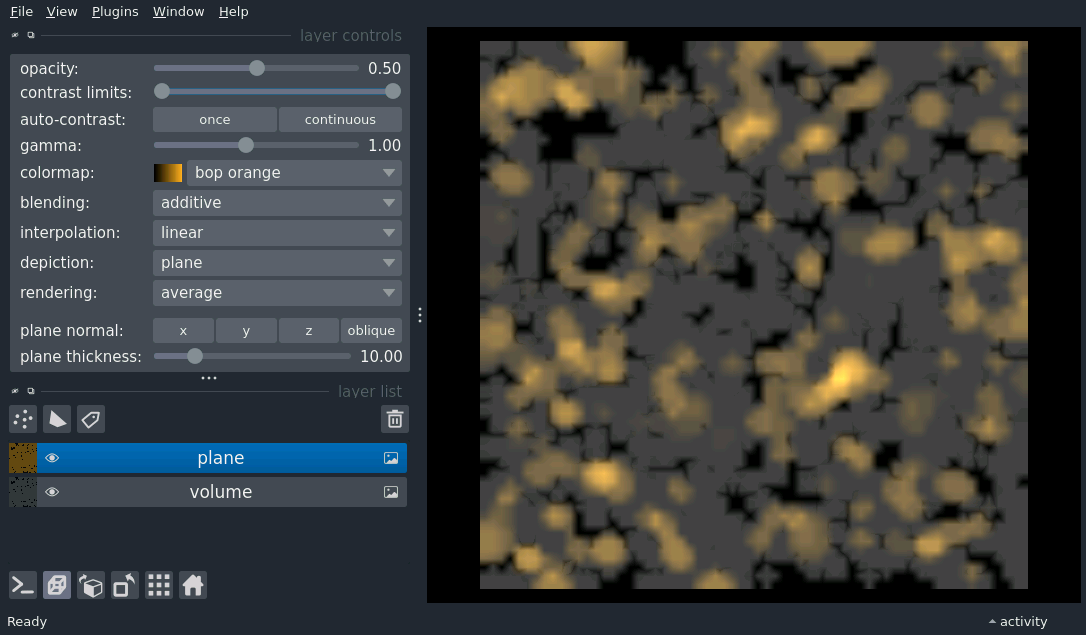 File View Plugins Window Help
layer controls
opacity: 0.50
contrast limits:
auto-contrast: once continuous
gamma: 1.00
colormap: bop orange
blending: additive
interpolation: linear
depiction: plane
rendering: average
plane normal: x y z oblique
plane thickness: 10.00
layer list
plane
volume
Ready activity